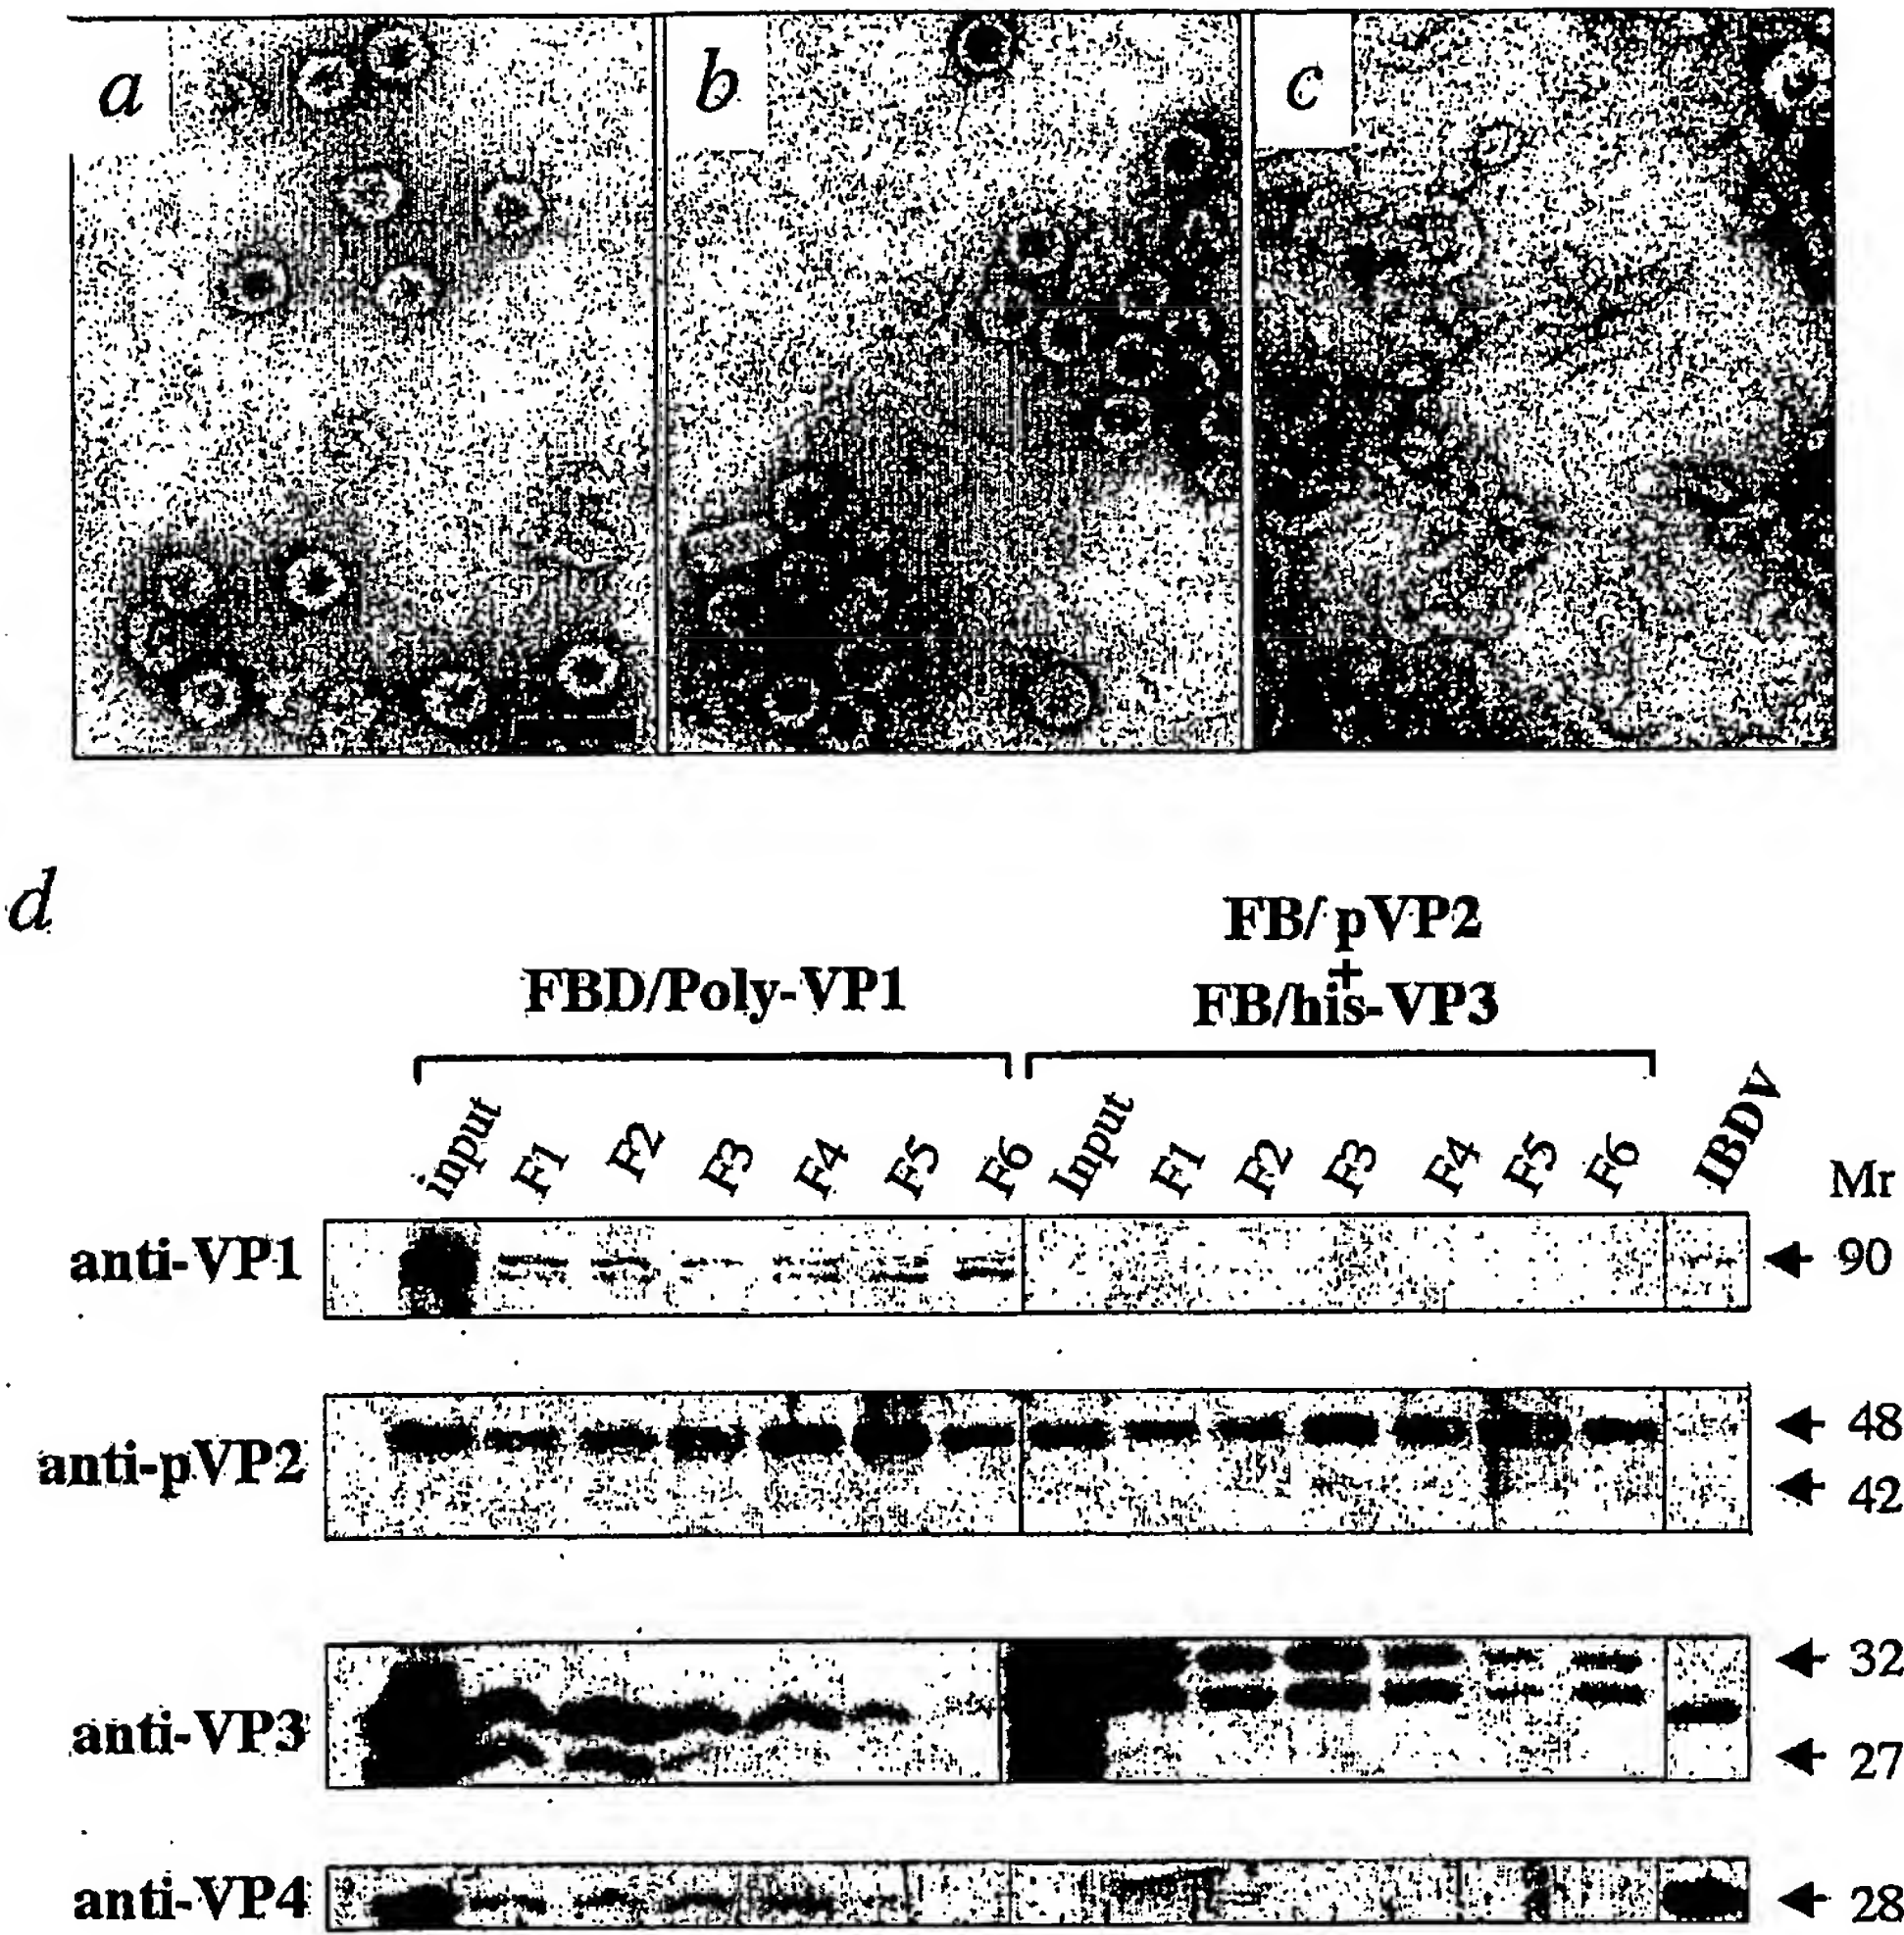 a b c
d
FB/pVP2
+
FBD/Poly-VP1 FB/his-VP3
input F1 F2 F3 F4 F5 F6 Input F1 F2 F3 F4 F5 F6 IBDV Mr
anti-VP1 90
anti-pVP2 48
42
anti-VP3 32
27
anti-VP4 28